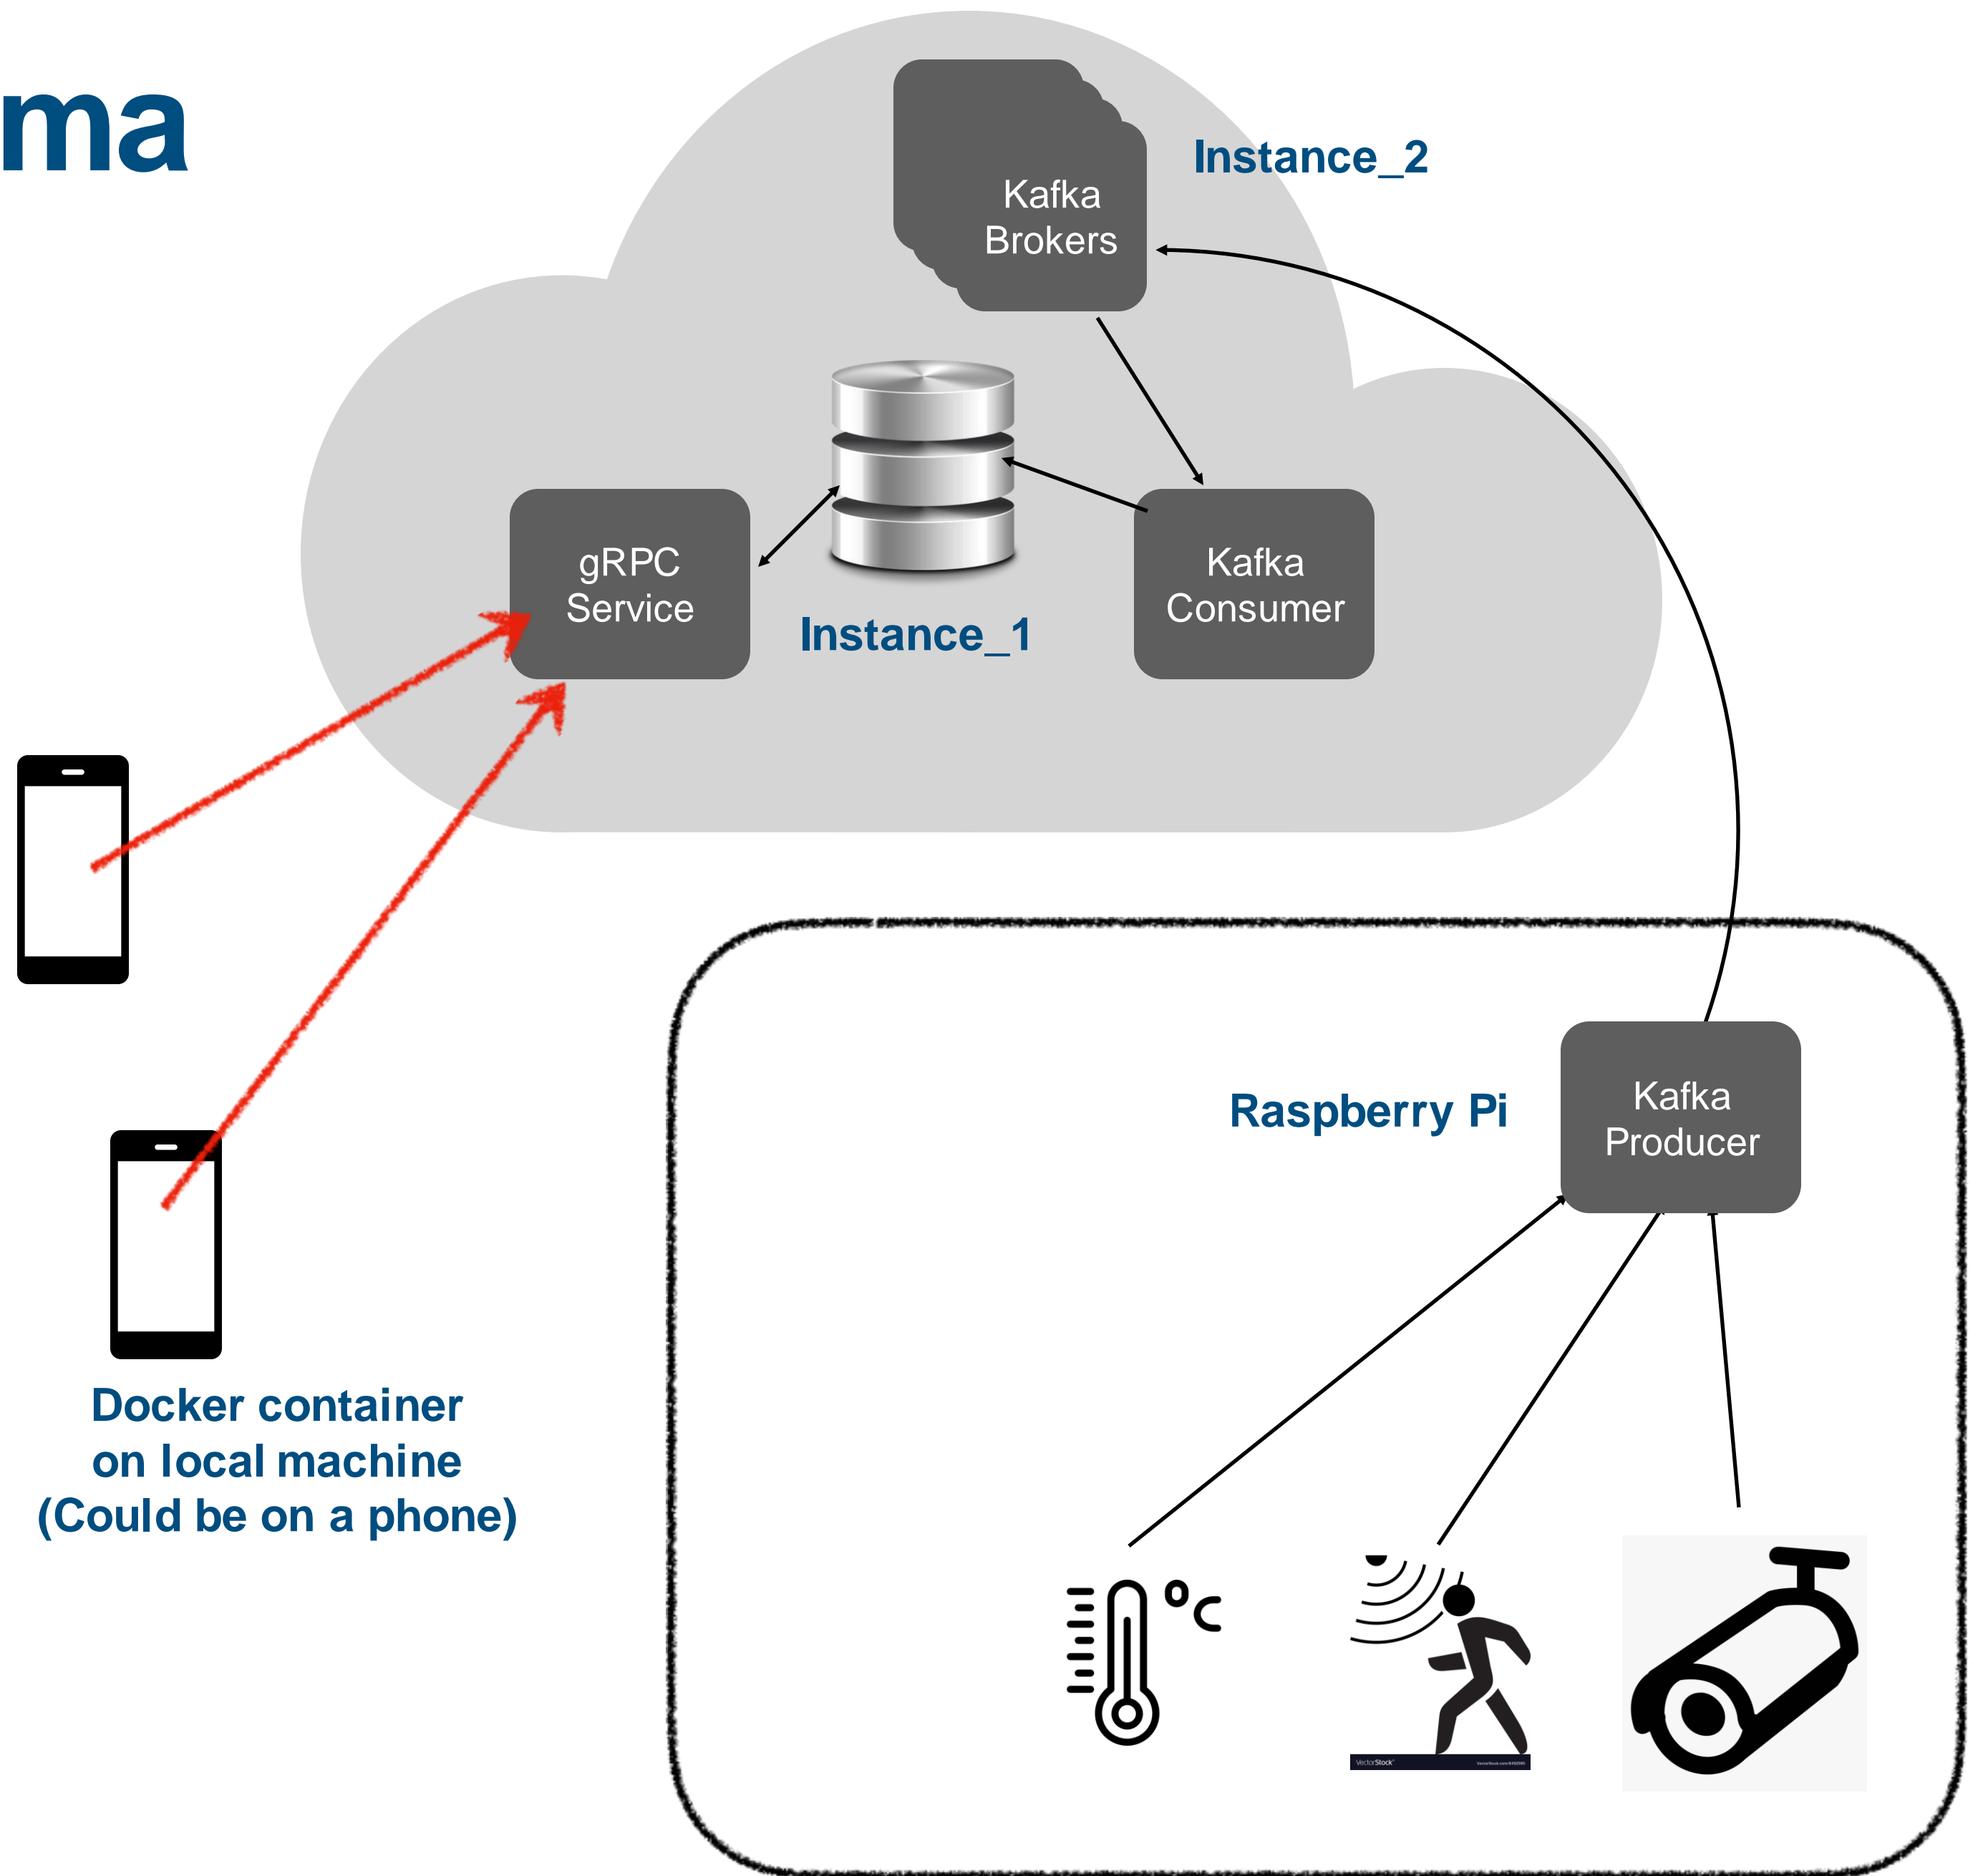 ma
Instance_2
Kafka
Brokers
gRPC
Service
Instance_1
Kafka
Consumer
Raspberry Pi
Kafka
Producer
Docker container
on local machine
(Could be on a phone)
°C
VectorStock®